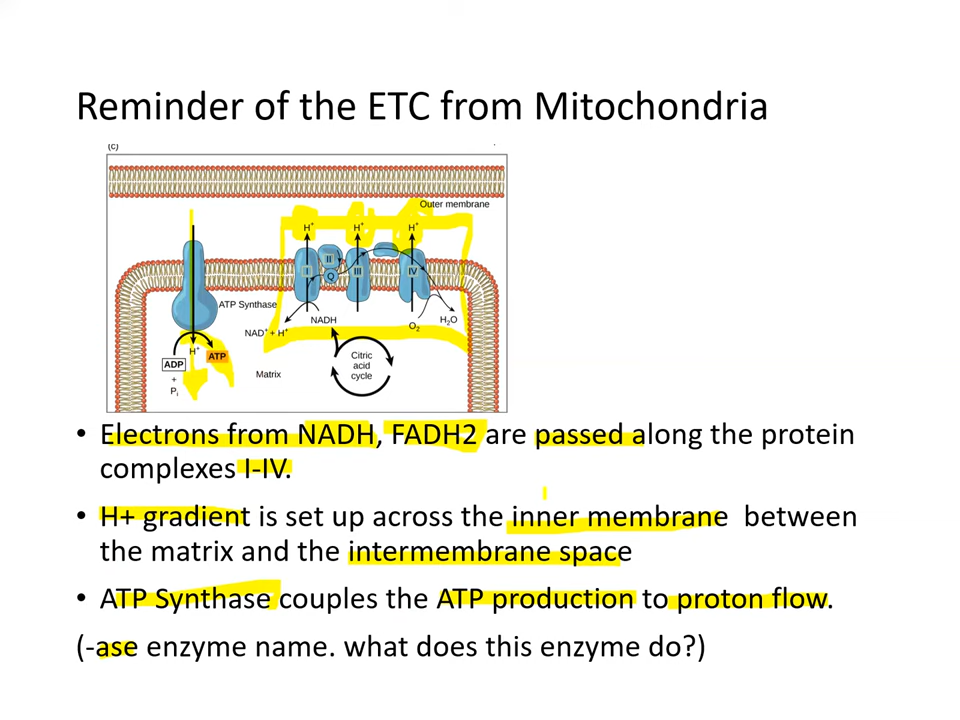 Reminder of the ETC from Mitochondria
(c)
Outer membrane
H+ H+ H+
II
I Q III IV
ATP Synthase
NADH
NAD+ + H+
O2 H2O
H+
ATP
ADP
+
Pi
Matrix
Citric
acid
cycle
• Electrons from NADH, FADH2 are passed along the protein
complexes I-IV.
• H+ gradient is set up across the inner membrane between
the matrix and the intermembrane space
• ATP Synthase couples the ATP production to proton flow.
(-ase enzyme name. what does this enzyme do?)